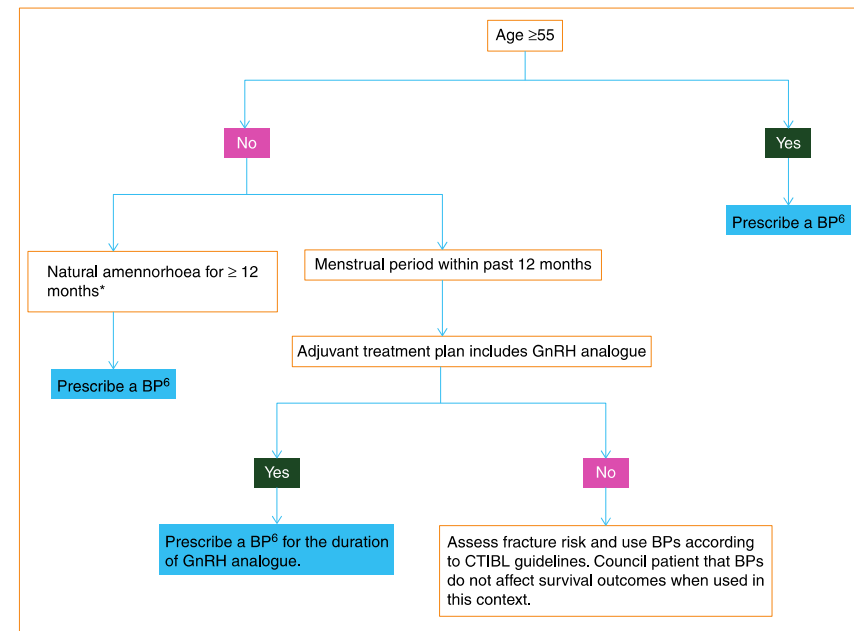 Age ≥55
No
Yes
Prescribe a BP⁶
Natural amennorhoea for ≥ 12
months*
Menstrual period within past 12 months
Adjuvant treatment plan includes GnRH analogue
Prescribe a BP⁶
Yes
No
Prescribe a BP⁶ for the duration
of GnRH analogue.
Assess fracture risk and use BPs according
to CTIBL guidelines. Council patient that BPs
do not affect survival outcomes when used in
this context.